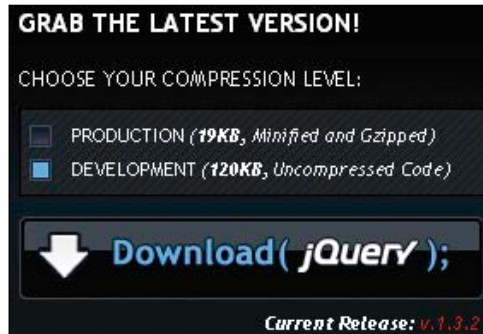 GRAB THE LATEST VERSION!
CHOOSE YOUR COMPRESSION LEVEL:
PRODUCTION (19KB, Minified and Gzipped)
DEVELOPMENT (120KB, Uncompressed Code)
Download( jQuery );
Current Release: v.1.3.2